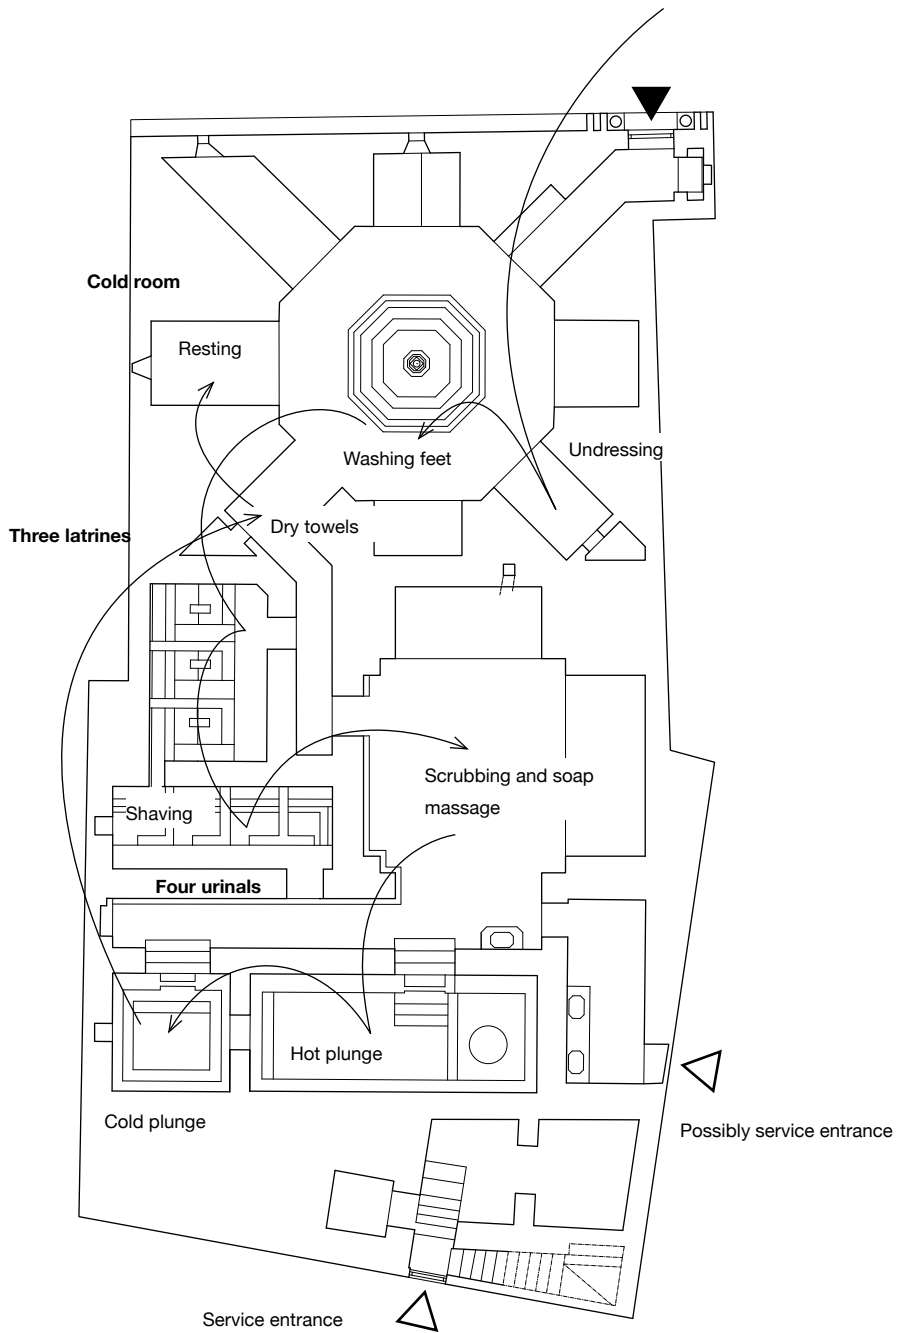 Cold room
Resting
Undressing
Washing feet
Dry towels
Three latrines
Scrubbing and soap
massage
Shaving
Four urinals
Hot plunge
Cold plunge
Possibly service entrance
Service entrance